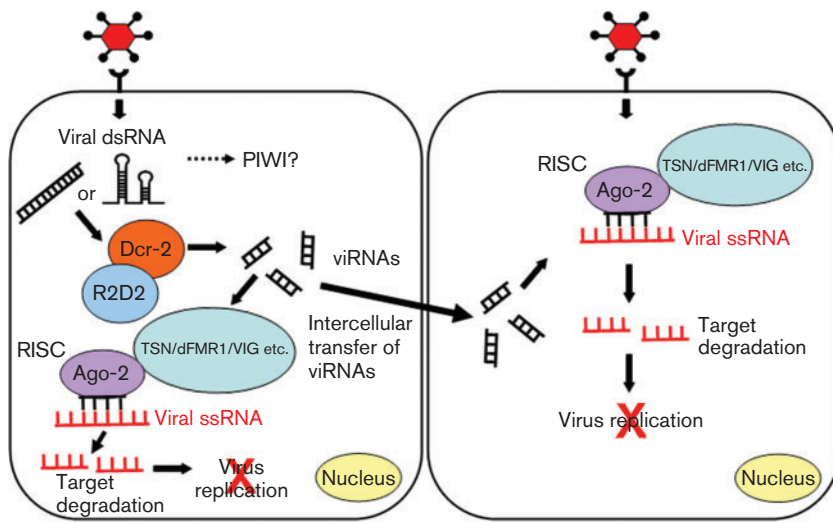 Viral dsRNA
PIWI?
or
Dcr-2
R2D2
viRNAs
Intercellular
transfer of
viRNAs
RISC
TSN/dFMR1/VIG etc.
Ago-2
Viral ssRNA
Target
degradation
Virus
replication
Nucleus
RISC
TSN/dFMR1/VIG etc.
Ago-2
Viral ssRNA
Target
degradation
Virus replication
Nucleus